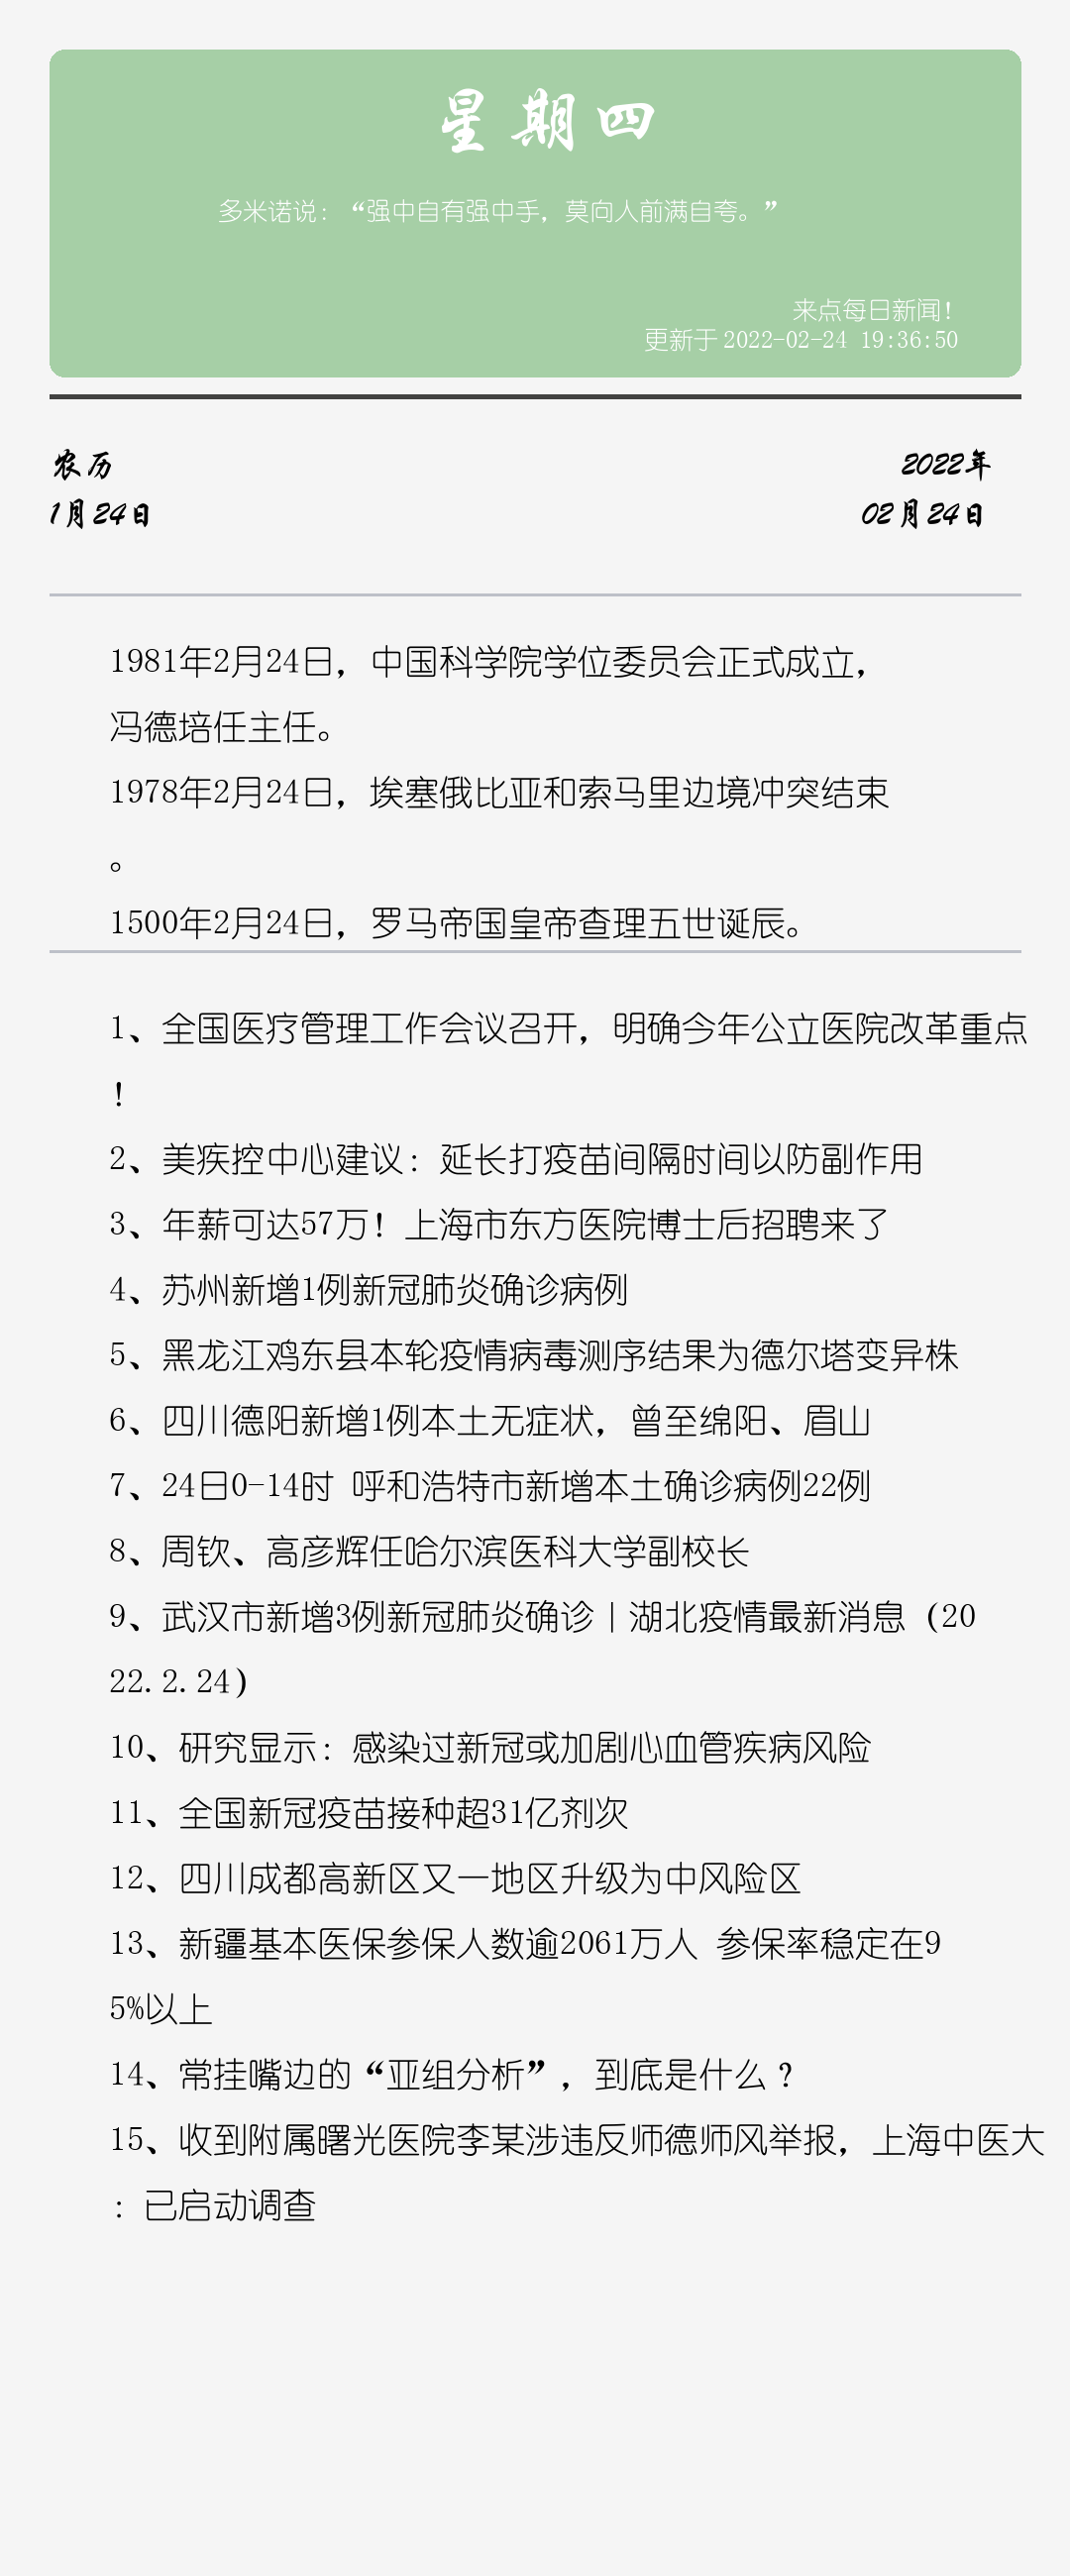 星期四
多米诺说：“强中自有强中手，莫向人前满自夸。”
来点每日新闻！
更新于 2022-02-24 19:36:50
农历
2022年
1月24日
02月24日
1981年2月24日，中国科学院学位委员会正式成立，
冯德培任主任。
1978年2月24日，埃塞俄比亚和索马里边境冲突结束
。
1500年2月24日，罗马帝国皇帝查理五世诞辰。
1、全国医疗管理工作会议召开，明确今年公立医院改革重点
！
2、美疾控中心建议：延长打疫苗间隔时间以防副作用
3、年薪可达57万！上海市东方医院博士后招聘来了
4、苏州新增1例新冠肺炎确诊病例
5、黑龙江鸡东县本轮疫情病毒测序结果为德尔塔变异株
6、四川德阳新增1例本土无症状，曾至绵阳、眉山
7、24日0-14时 呼和浩特市新增本土确诊病例22例
8、周钦、高彦辉任哈尔滨医科大学副校长
9、武汉市新增3例新冠肺炎确诊丨湖北疫情最新消息（20
22.2.24）
10、研究显示：感染过新冠或加剧心血管疾病风险
11、全国新冠疫苗接种超31亿剂次
12、四川成都高新区又一地区升级为中风险区
13、新疆基本医保参保人数逾2061万人 参保率稳定在9
5%以上
14、常挂嘴边的“亚组分析”，到底是什么？
15、收到附属曙光医院李某涉违反师德师风举报，上海中医大
：已启动调查